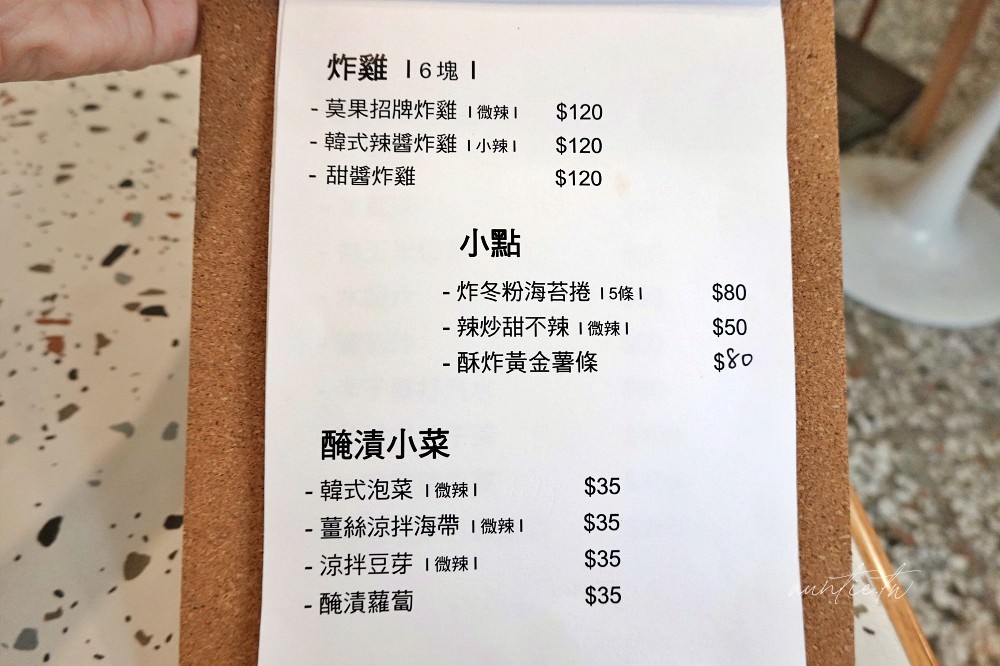 炸雞 | 6 塊 |
- 莫果招牌炸雞 | 微辣 | $120
- 韓式辣醬炸雞 | 小辣 | $120
- 甜醬炸雞 $120
小點
- 炸冬粉海苔捲 | 5條 | $80
- 辣炒甜不辣 | 微辣 | $50
- 酥炸黃金薯條 $80
醃漬小菜
- 韓式泡菜 | 微辣 | $35
- 薑絲涼拌海帶 | 微辣 | $35
- 涼拌豆芽 | 微辣 | $35
- 醃漬蘿蔔 $35
auntie.tw